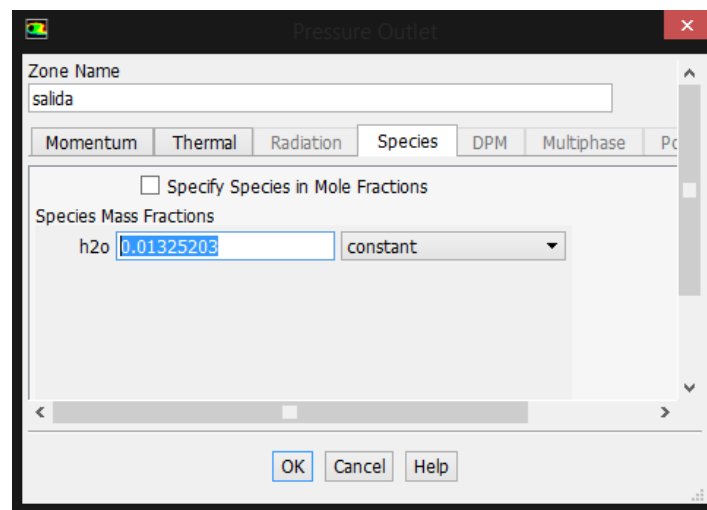 Pressure Outlet
Zone Name
salida
Momentum Thermal Radiation Species DPM Multiphase
Specify Species in Mole Fractions
Species Mass Fractions
h2o 0.01325203 constant
OK Cancel Help